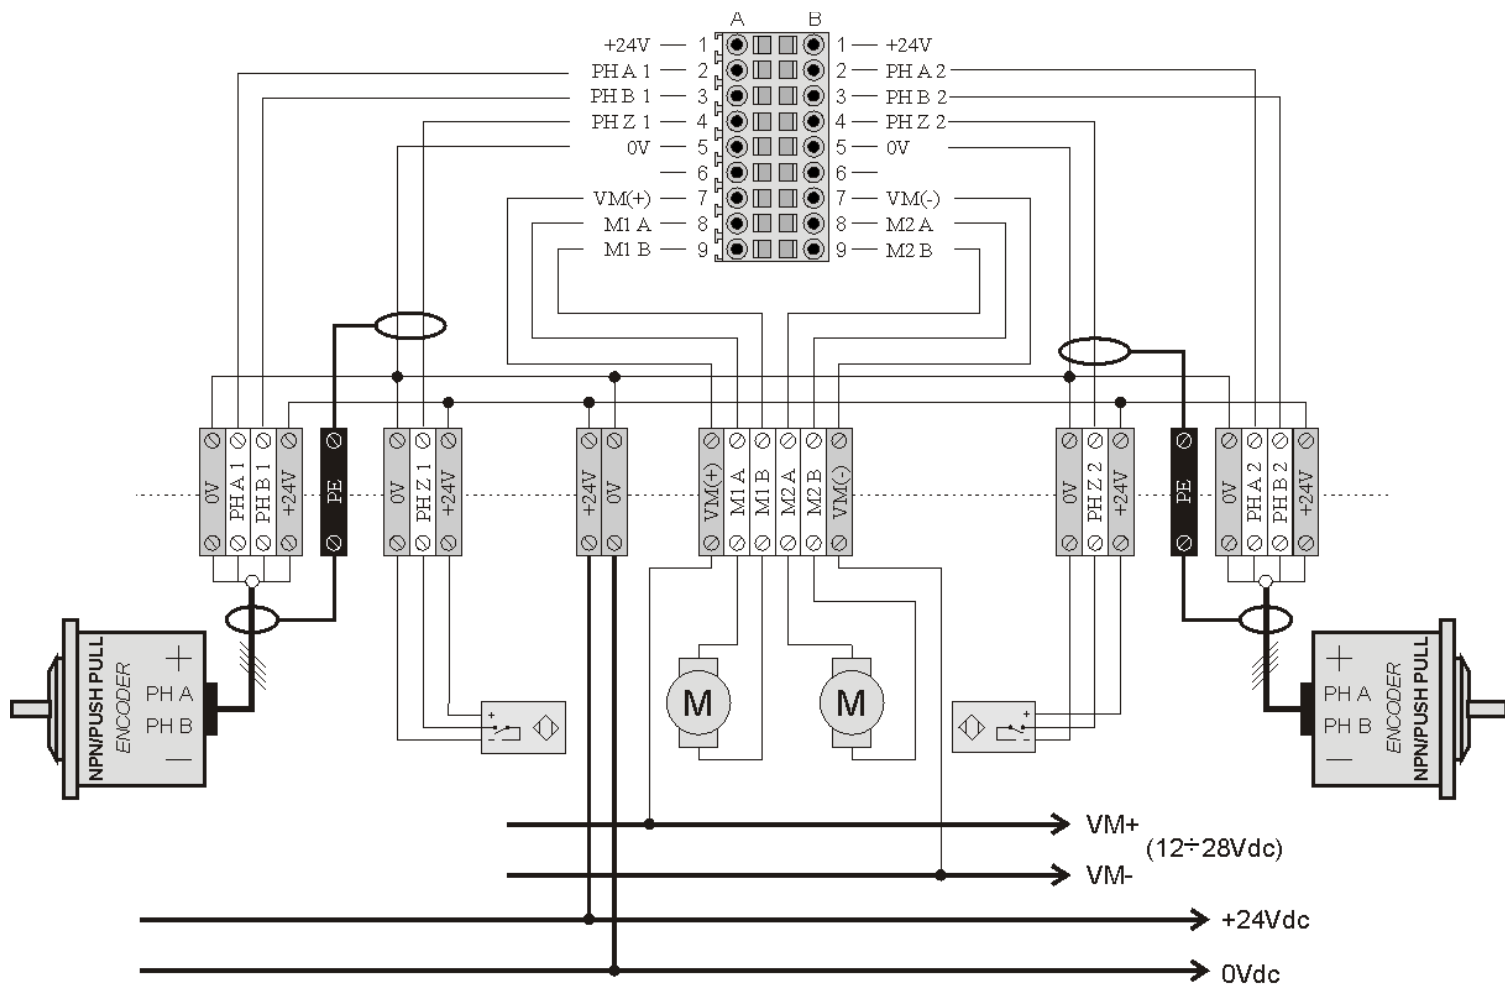 A B
+24V 1 1 +24V
PH A 1 2 2 PH A 2
PH B 1 3 3 PH B 2
PH Z 1 4 4 PH Z 2
0V 5 5 0V
6 6
VM(+) 7 7 VM(-)
M1 A 8 8 M2 A
M1 B 9 9 M2 B
0V
PH A 1
PH B 1
+24V
PE
0V
PH Z 1
+24V
+24V
0V
VM(+)
M1 A
M1 B
M2 A
M2 B
VM(-)
0V
PH Z 2
+24V
PE
0V
PH A 2
PH B 2
+24V
NPN/PUSH PULL
ENCODER
+
PH A
PH B
–
+
-
M
M
+
-
+
PH A
PH B
–
ENCODER
NPN/PUSH PULL
VM+
(12÷28Vdc)
VM-
+24Vdc
0Vdc